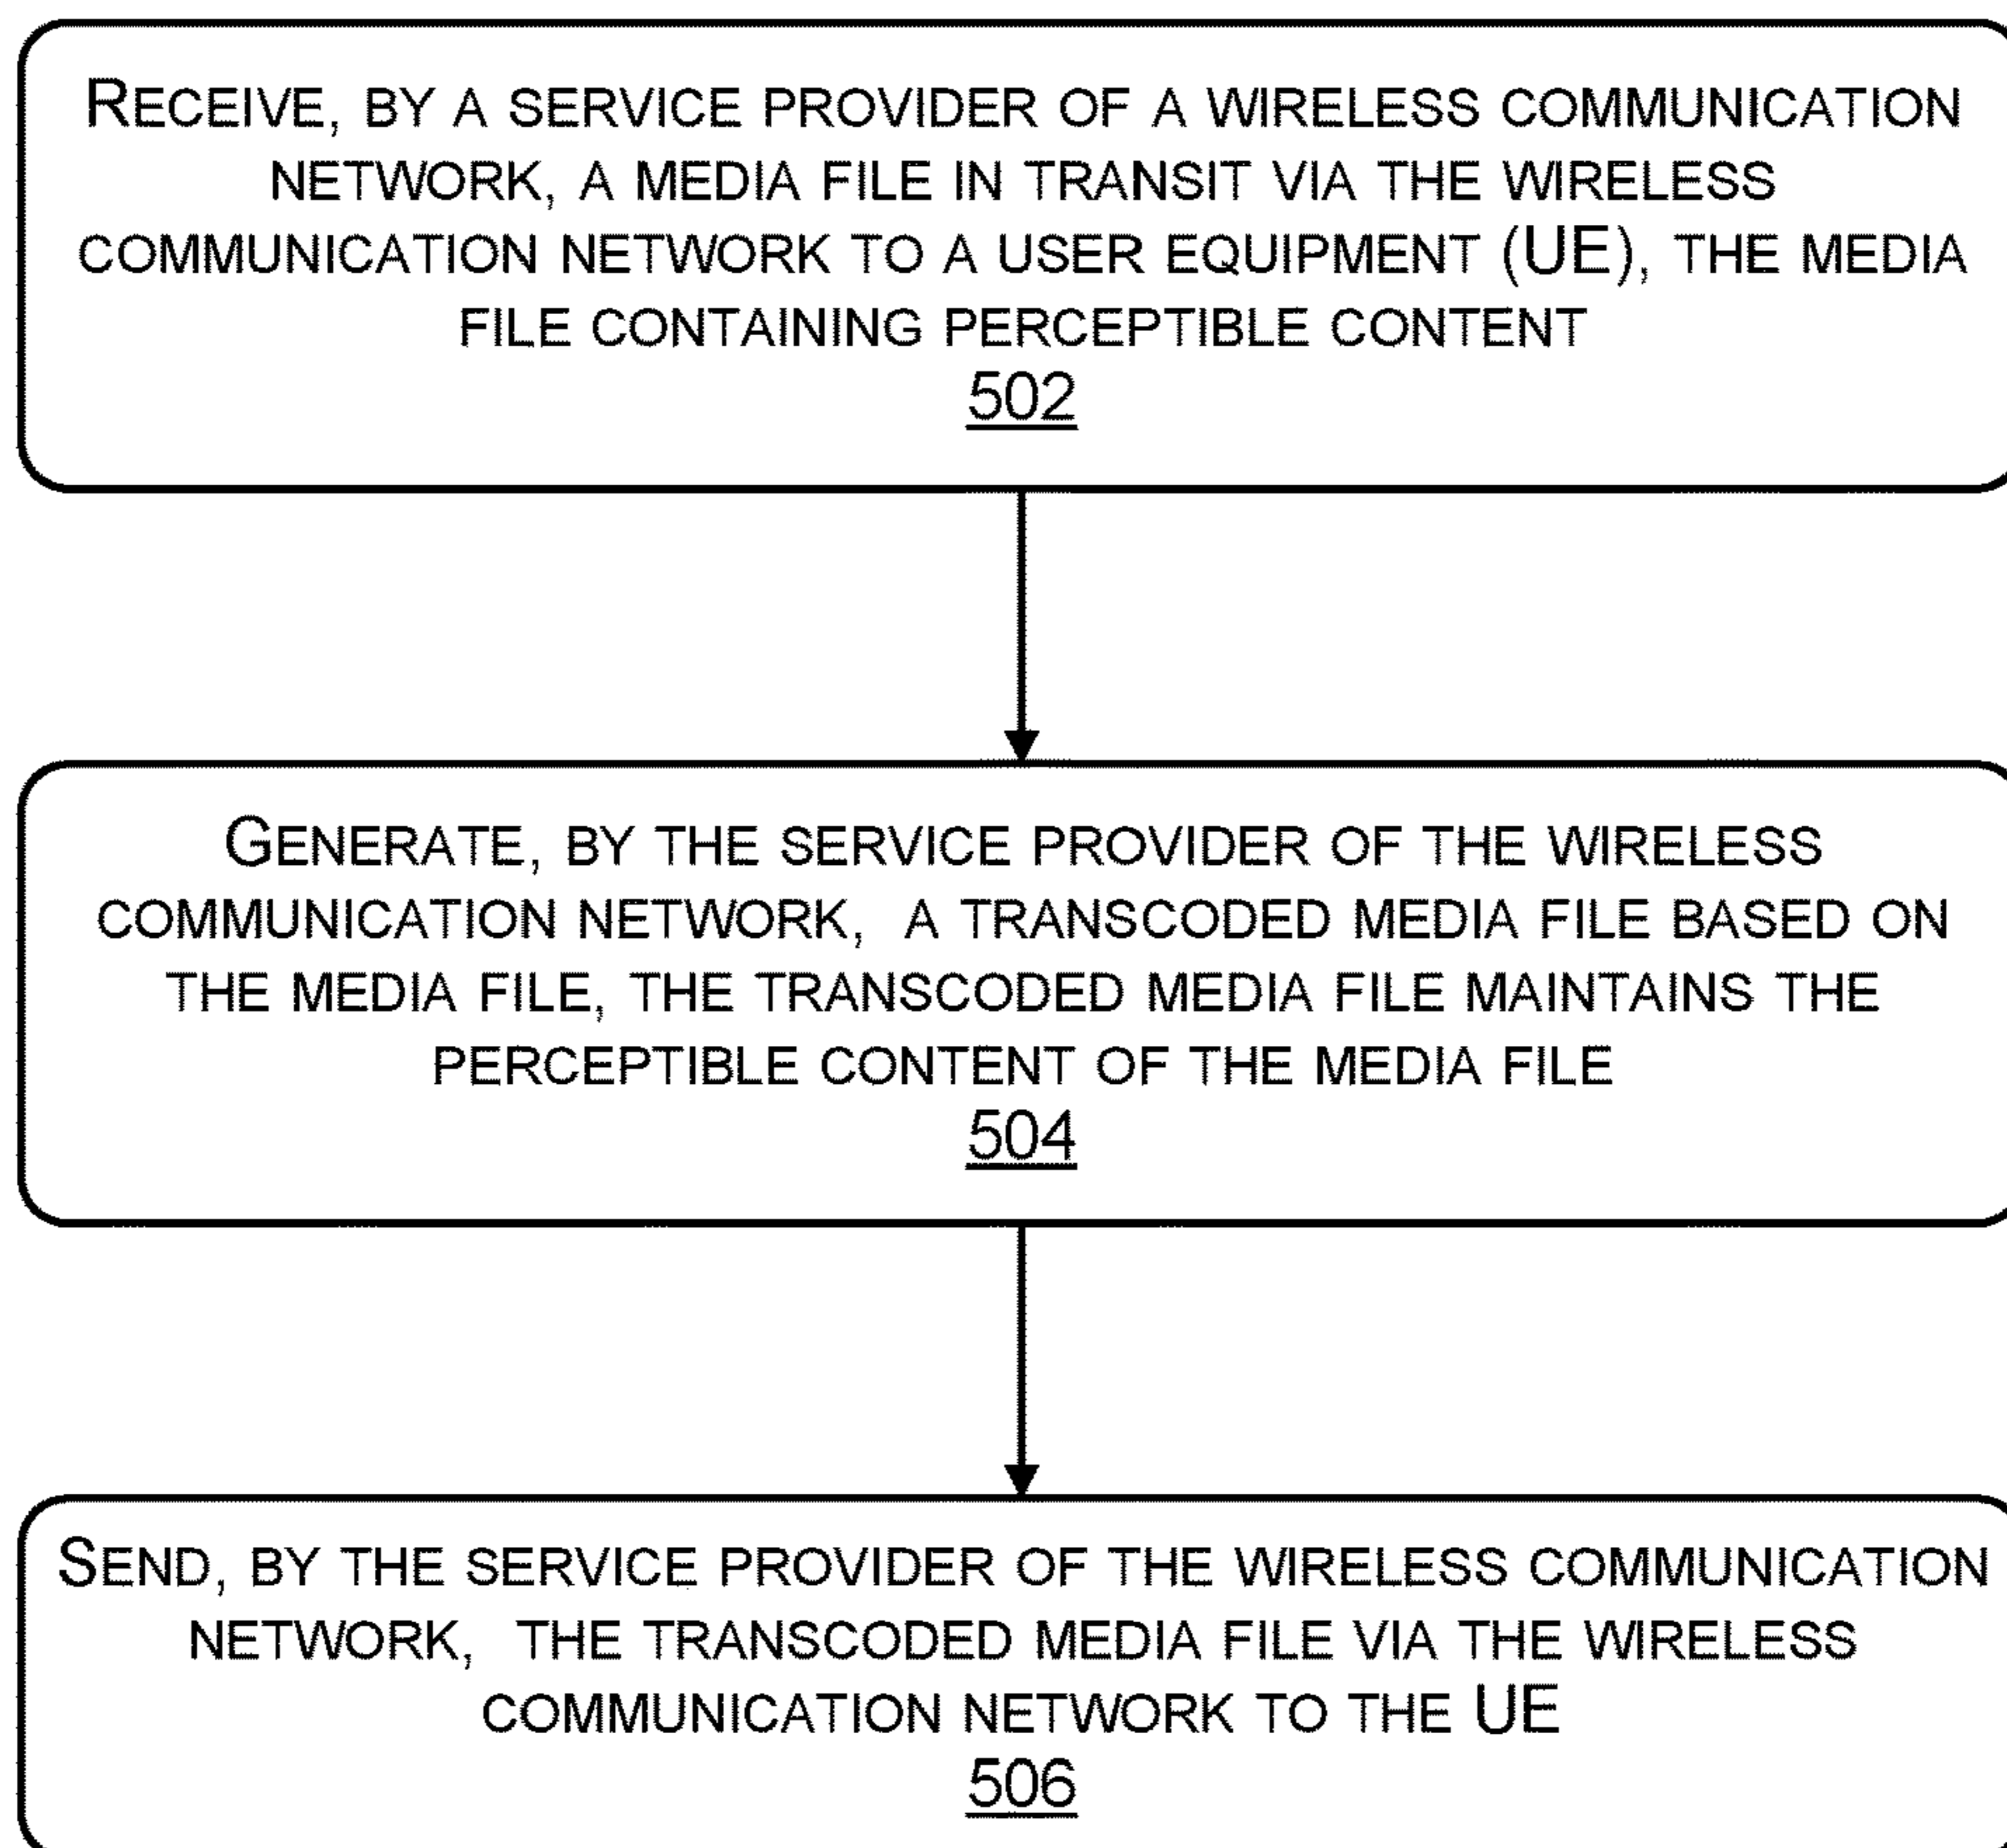 RECEIVE, BY A SERVICE PROVIDER OF A WIRELESS COMMUNICATION
NETWORK, A MEDIA FILE IN TRANSIT VIA THE WIRELESS
COMMUNICATION NETWORK TO A USER EQUIPMENT (UE), THE MEDIA
FILE CONTAINING PERCEPTIBLE CONTENT
502
GENERATE, BY THE SERVICE PROVIDER OF THE WIRELESS
COMMUNICATION NETWORK, A TRANSCODED MEDIA FILE BASED ON
THE MEDIA FILE, THE TRANSCODED MEDIA FILE MAINTAINS THE
PERCEPTIBLE CONTENT OF THE MEDIA FILE
504
SEND, BY THE SERVICE PROVIDER OF THE WIRELESS COMMUNICATION
NETWORK, THE TRANSCODED MEDIA FILE VIA THE WIRELESS
COMMUNICATION NETWORK TO THE UE
506